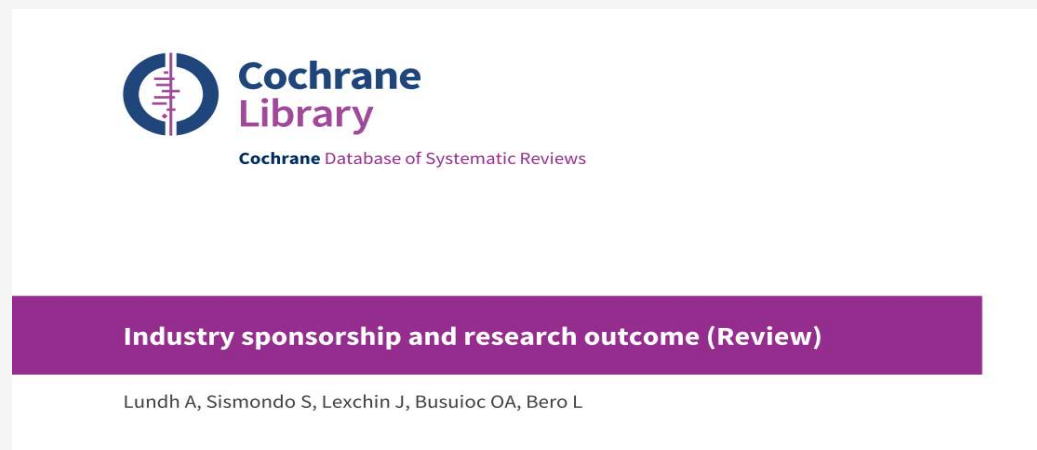 Cochrane
Library
Cochrane Database of Systematic Reviews
Industry sponsorship and research outcome (Review)
Lundh A, Sismondo S, Lexchin J, Busuioc OA, Bero L